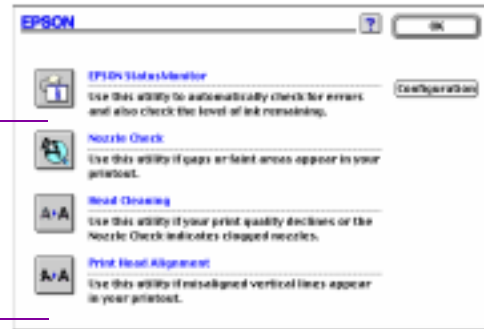 EPSON
?
OK
EPSON StatusMonitor
Use this utility to automatically check for errors
and also check the level of ink remaining.
Configuration
Nozzle Check
Use this utility if gaps or faint areas appear in your
printout.
Head Cleaning
Use this utility if your print quality declines or the
Nozzle Check indicates clogged nozzles.
Print Head Alignment
Use this utility if misaligned vertical lines appear
in your printout.